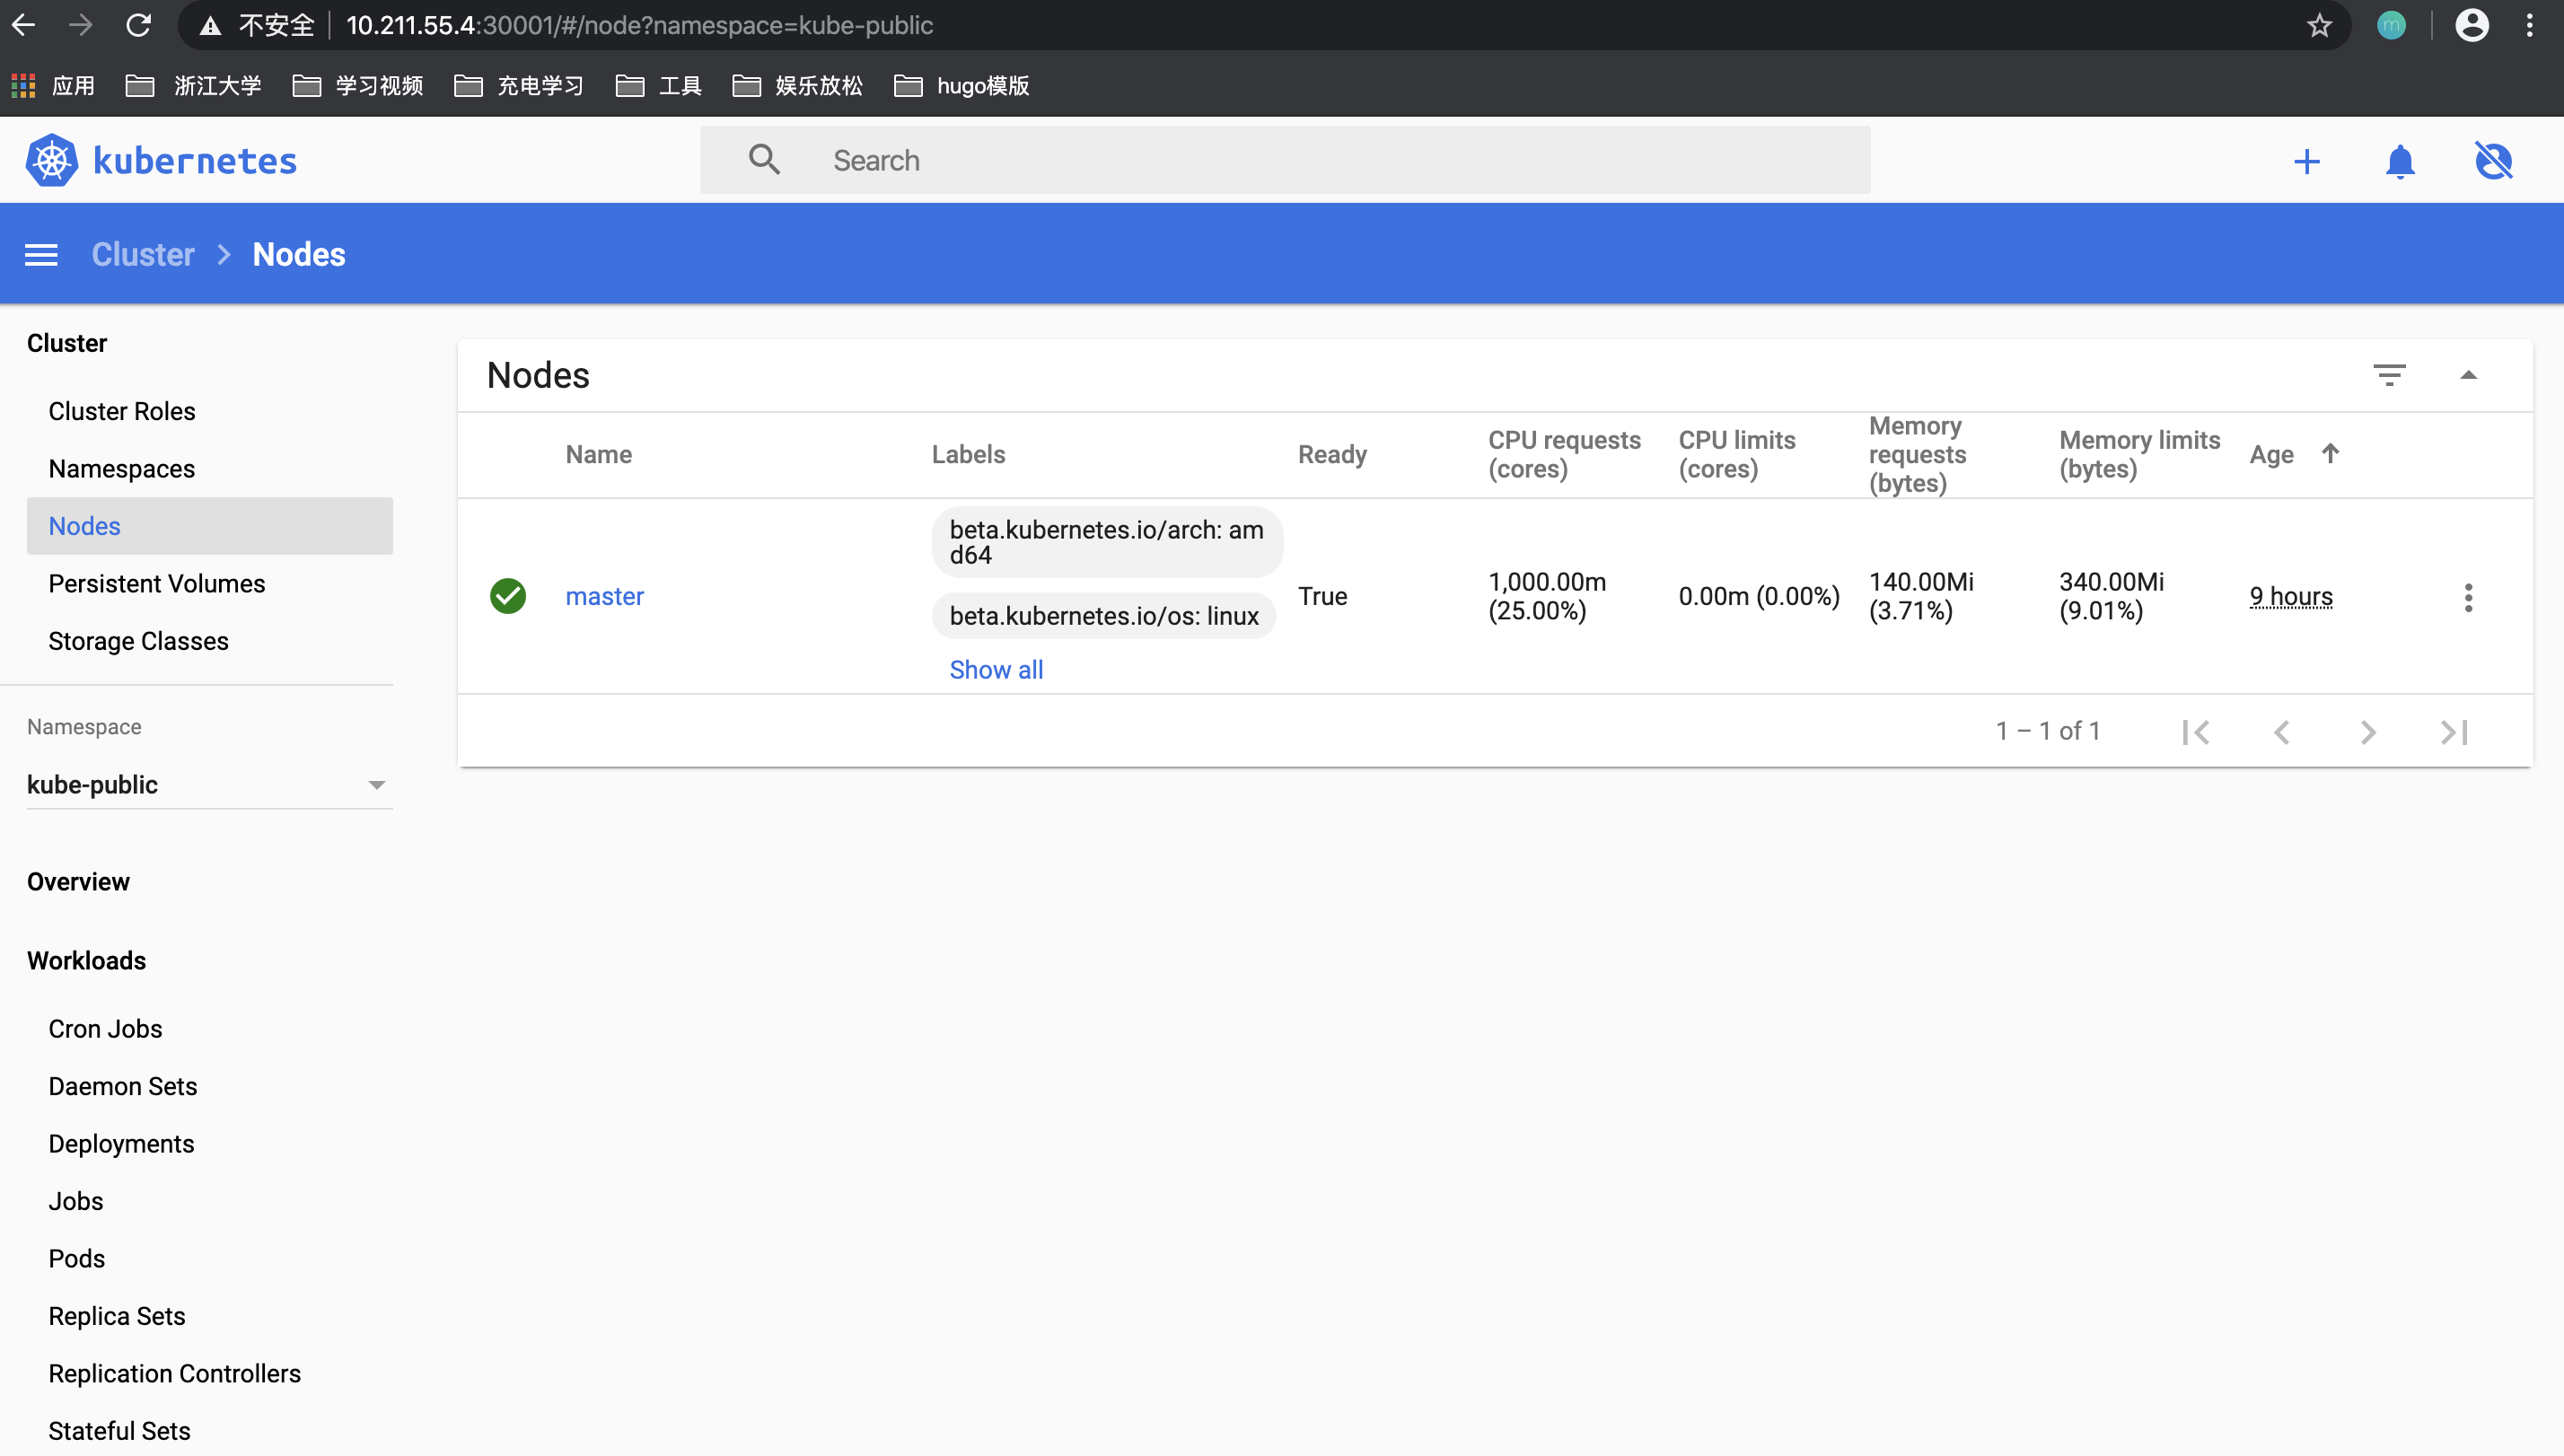 不安全 10.211.55.4:30001/#/node?namespace=kube-public
应用 浙江大学 学习视频 充电学习 工具 娱乐放松 hugo模版
kubernetes
Search
Cluster > Nodes
Cluster
Cluster Roles
Namespaces
Nodes
Persistent Volumes
Storage Classes
Namespace
kube-public
Overview
Workloads
Cron Jobs
Daemon Sets
Deployments
Jobs
Pods
Replica Sets
Replication Controllers
Stateful Sets
Nodes
Name
Labels
Ready
CPU requests
(cores)
CPU limits
(cores)
Memory
requests
(bytes)
Memory limits
(bytes)
Age
master
beta.kubernetes.io/arch: am
d64
beta.kubernetes.io/os: linux
Show all
True
1,000.00m
(25.00%)
0.00m (0.00%)
140.00Mi
(3.71%)
340.00Mi
(9.01%)
9 hours
1 – 1 of 1